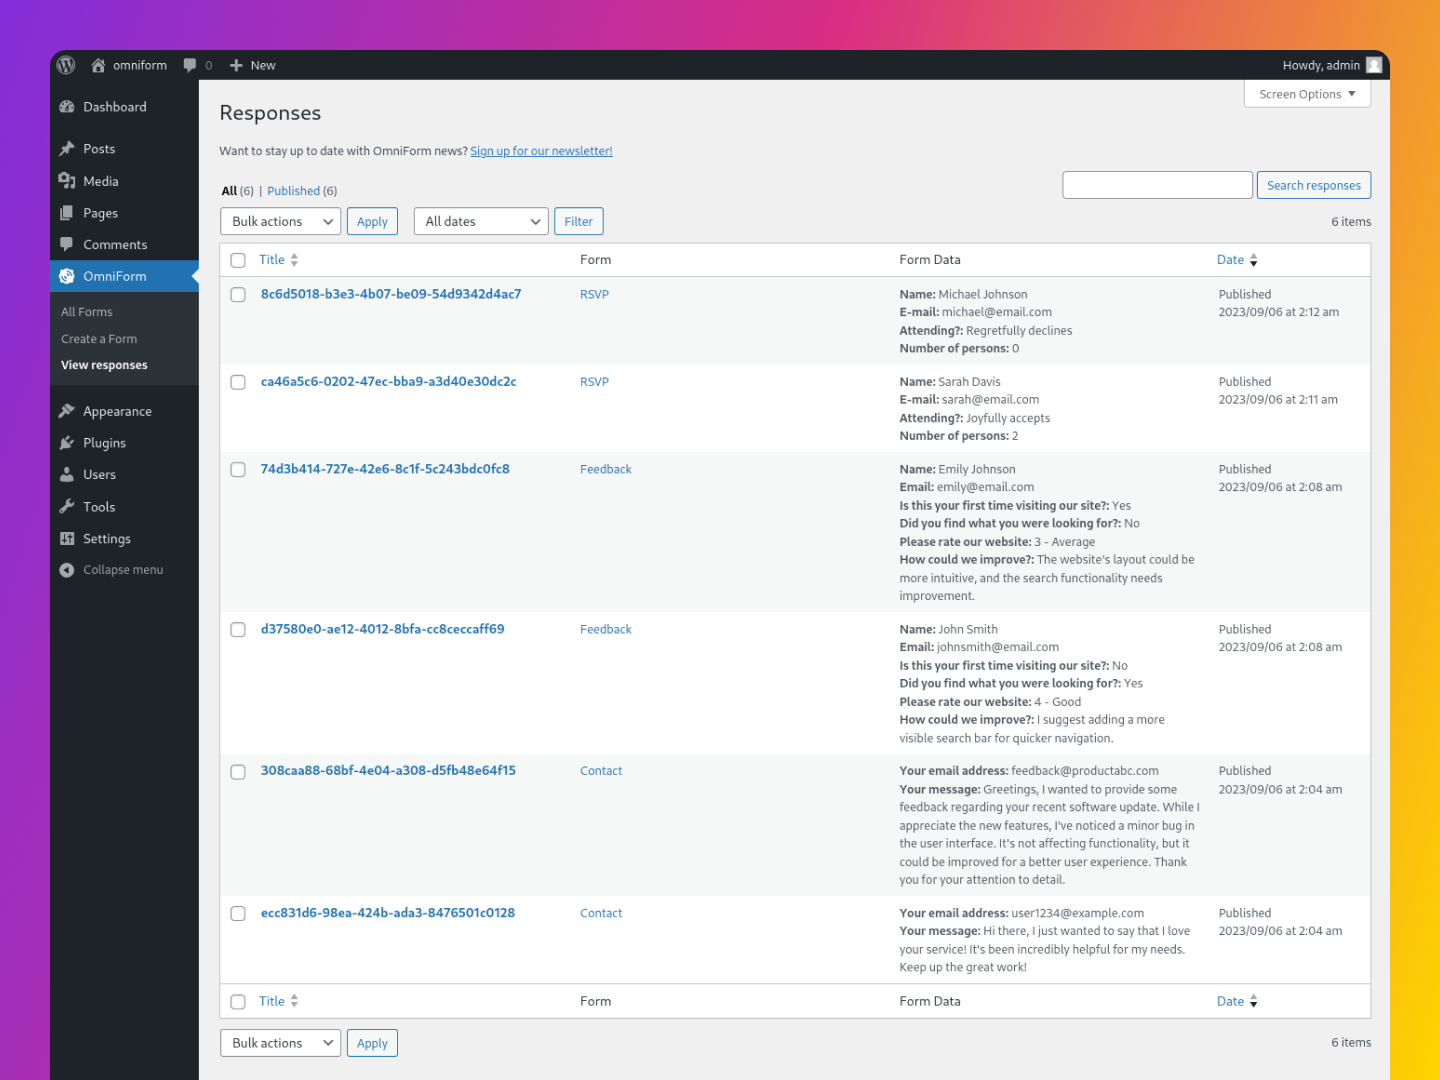 omniform
0
New
Howdy, admin
Dashboard
Posts
Media
Pages
Comments
OmniForm
All Forms
Create a Form
View responses
Appearance
Plugins
Users
Tools
Settings
Collapse menu
Screen Options
Responses
Want to stay up to date with OmniForm news? Sign up for our newsletter!
All (6) | Published (6)
Search responses
Bulk actions Apply All dates Filter 6 items
Title Form Form Data Date
8c6d5018-b3e3-4b07-be09-54d9342d4ac7 RSVP Name: Michael Johnson Published
E-mail: michael@email.com 2023/09/06 at 2:12 am
Attending?: Regretfully declines
Number of persons: 0
ca46a5c6-0202-47ec-bba9-a3d40e30dc2c RSVP Name: Sarah Davis Published
E-mail: sarah@email.com 2023/09/06 at 2:11 am
Attending?: Joyfully accepts
Number of persons: 2
74d3b414-727e-42e6-8c1f-5c243bdc0fc8 Feedback Name: Emily Johnson Published
Email: emily@email.com 2023/09/06 at 2:08 am
Is this your first time visiting our site?: Yes
Did you find what you were looking for?: No
Please rate our website: 3 - Average
How could we improve?: The website's layout could be
more intuitive, and the search functionality needs
improvement.
d37580e0-ae12-4012-8bfa-cc8ceccaff69 Feedback Name: John Smith Published
Email: johnsmith@email.com 2023/09/06 at 2:08 am
Is this your first time visiting our site?: No
Did you find what you were looking for?: Yes
Please rate our website: 4 - Good
How could we improve?: I suggest adding a more
visible search bar for quicker navigation.
308caa88-68bf-4e04-a308-d5fb48e64f15 Contact Your email address: feedback@productabc.com Published
Your message: Greetings, I wanted to provide some 2023/09/06 at 2:04 am
feedback regarding your recent software update. While I
appreciate the new features, I've noticed a minor bug in
the user interface. It's not affecting functionality, but it
could be improved for a better user experience. Thank
you for your attention to detail.
ecc831d6-98ea-424b-ada3-8476501c0128 Contact Your email address: user1234@example.com Published
Your message: Hi there, I just wanted to say that I love 2023/09/06 at 2:04 am
your service! It's been incredibly helpful for my needs.
Keep up the great work!
Title Form Form Data Date
Bulk actions Apply 6 items